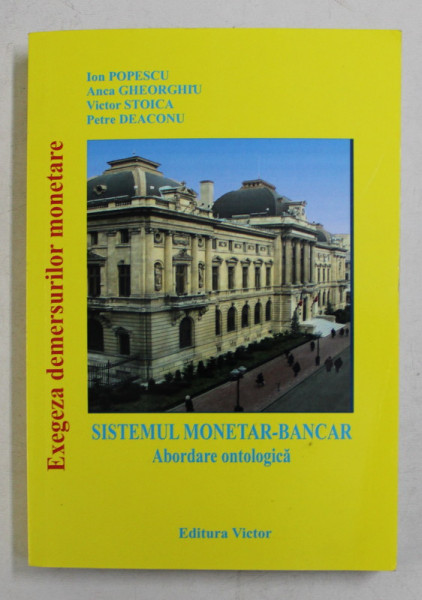 Ion POPESCU
Anca GHEORGHIU
Victor STOICA
Petre DEACONU
Exegeza demersurilor monetare
SISTEMUL MONETAR-BANCAR
Abordare ontologică
Editura Victor